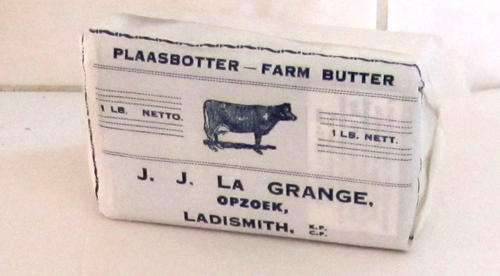 PLAASBOTTER — FARM BUTTER
1 LB. NETTO.
1 LB. NETT.
J. J. LA GRANGE,
OPZOEK,
LADISMITH, K.P.
C.P.